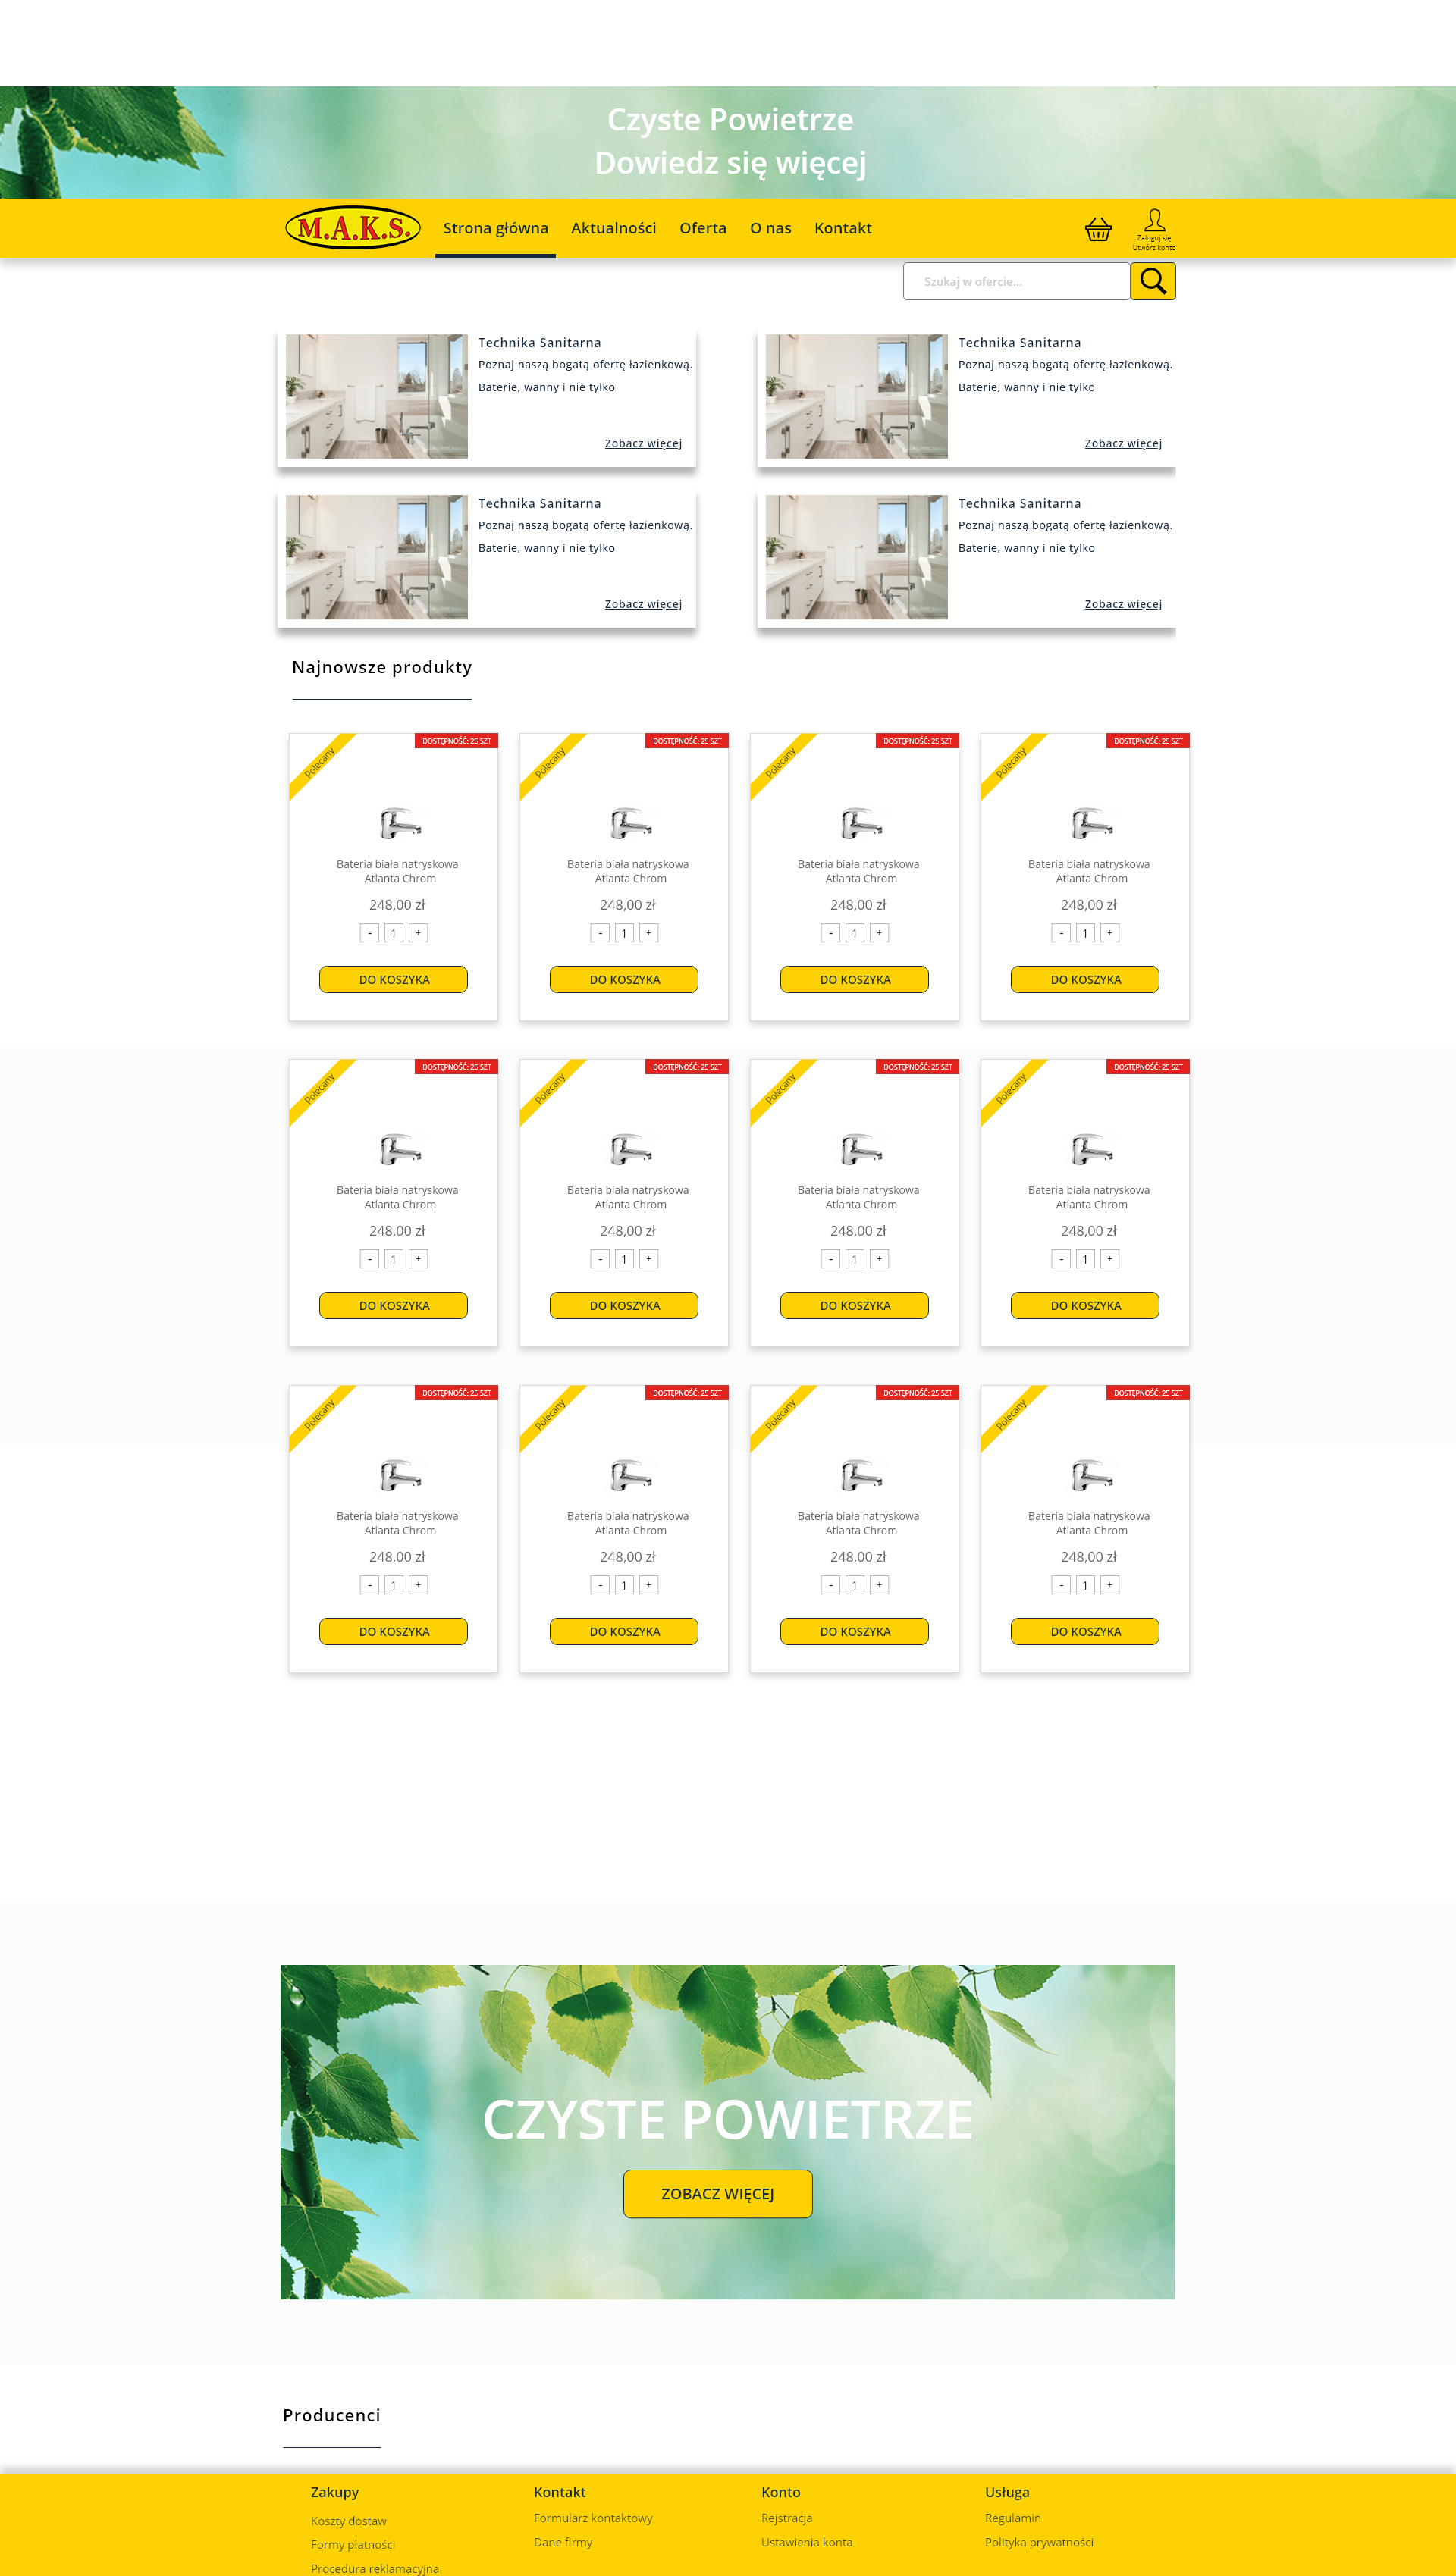 Czyste Powietrze
Dowiedz się więcej
M.A.K.S. Strona główna Aktualności Oferta O nas Kontakt
Zaloguj się
Utwórz konto
Szukaj w ofercie...
Technika Sanitarna
Poznaj naszą bogatą ofertę łazienkową.
Baterie, wanny i nie tylko
Zobacz więcej
Technika Sanitarna
Poznaj naszą bogatą ofertę łazienkową.
Baterie, wanny i nie tylko
Zobacz więcej
Technika Sanitarna
Poznaj naszą bogatą ofertę łazienkową.
Baterie, wanny i nie tylko
Zobacz więcej
Technika Sanitarna
Poznaj naszą bogatą ofertę łazienkową.
Baterie, wanny i nie tylko
Zobacz więcej
Najnowsze produkty
Polecany
DOSTĘPNOŚĆ: 25 SZT
Bateria biała natryskowa
Atlanta Chrom
248,00 zł
- 1 +
DO KOSZYKA
Polecany
DOSTĘPNOŚĆ: 25 SZT
Bateria biała natryskowa
Atlanta Chrom
248,00 zł
- 1 +
DO KOSZYKA
Polecany
DOSTĘPNOŚĆ: 25 SZT
Bateria biała natryskowa
Atlanta Chrom
248,00 zł
- 1 +
DO KOSZYKA
Polecany
DOSTĘPNOŚĆ: 25 SZT
Bateria biała natryskowa
Atlanta Chrom
248,00 zł
- 1 +
DO KOSZYKA
Polecany
DOSTĘPNOŚĆ: 25 SZT
Bateria biała natryskowa
Atlanta Chrom
248,00 zł
- 1 +
DO KOSZYKA
Polecany
DOSTĘPNOŚĆ: 25 SZT
Bateria biała natryskowa
Atlanta Chrom
248,00 zł
- 1 +
DO KOSZYKA
Polecany
DOSTĘPNOŚĆ: 25 SZT
Bateria biała natryskowa
Atlanta Chrom
248,00 zł
- 1 +
DO KOSZYKA
Polecany
DOSTĘPNOŚĆ: 25 SZT
Bateria biała natryskowa
Atlanta Chrom
248,00 zł
- 1 +
DO KOSZYKA
Polecany
DOSTĘPNOŚĆ: 25 SZT
Bateria biała natryskowa
Atlanta Chrom
248,00 zł
- 1 +
DO KOSZYKA
Polecany
DOSTĘPNOŚĆ: 25 SZT
Bateria biała natryskowa
Atlanta Chrom
248,00 zł
- 1 +
DO KOSZYKA
Polecany
DOSTĘPNOŚĆ: 25 SZT
Bateria biała natryskowa
Atlanta Chrom
248,00 zł
- 1 +
DO KOSZYKA
Polecany
DOSTĘPNOŚĆ: 25 SZT
Bateria biała natryskowa
Atlanta Chrom
248,00 zł
- 1 +
DO KOSZYKA
CZYSTE POWIETRZE
ZOBACZ WIĘCEJ
Producenci
Zakupy
Koszty dostaw
Formy płatności
Procedura reklamacyjna
Kontakt
Formularz kontaktowy
Dane firmy
Konto
Rejstracja
Ustawienia konta
Usługa
Regulamin
Polityka prywatności